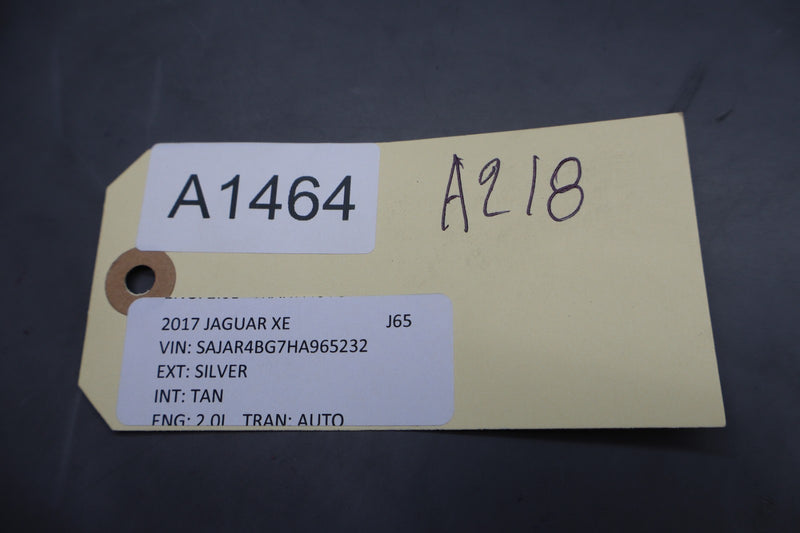 A1464
A218
2017 JAGUAR XE J65
VIN: SAJAR4BG7HA965232
EXT: SILVER
INT: TAN
ENG: 2.0L TRAN: AUTO